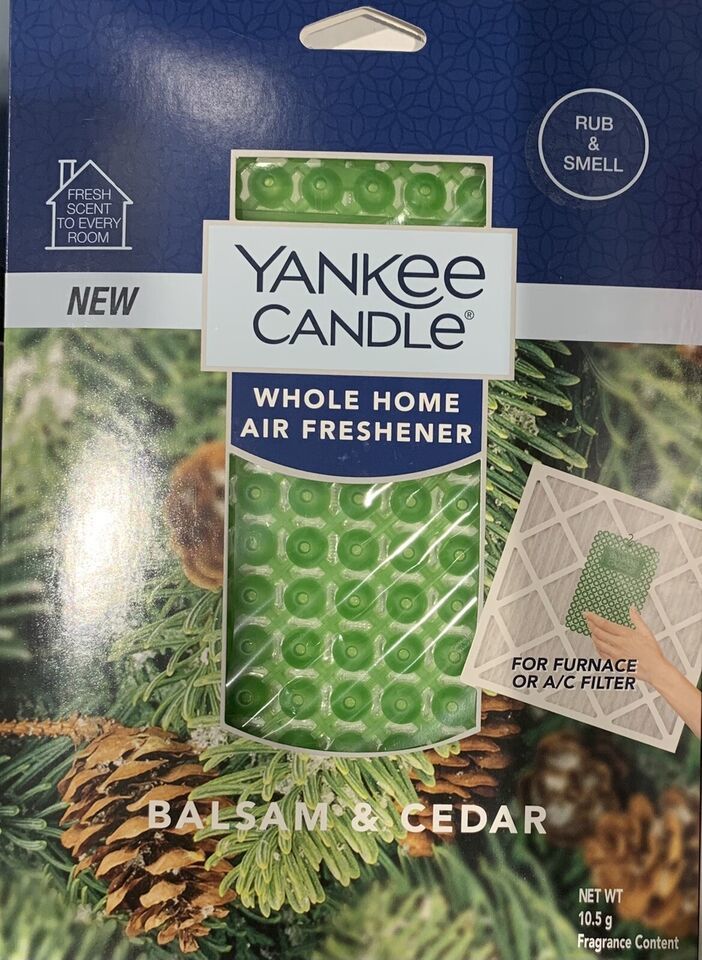 RUB
&
SMELL
FRESH
SCENT
TO EVERY
ROOM
NEW
YANKEE
CANDLE®
WHOLE HOME
AIR FRESHENER
FOR FURNACE
OR A/C FILTER
BALSAM & CEDAR
NET WT
10.5 g
Fragrance Content